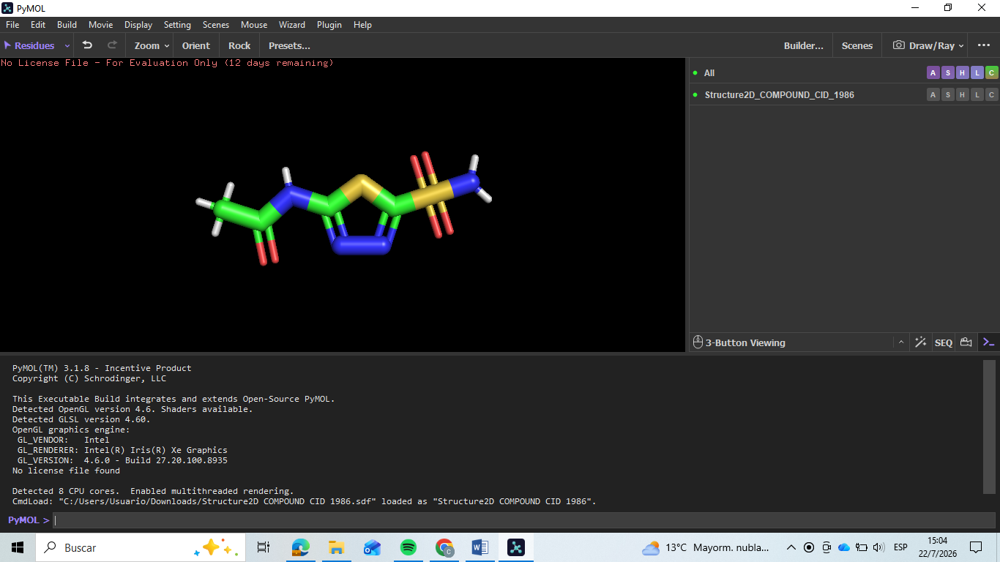 PyMOL
File Edit Build Movie Display Setting Scenes Mouse Wizard Plugin Help
Residues Zoom Orient Rock Presets... Builder... Scenes Draw/Ray
No License File - For Evaluation Only (12 days remaining)
All A S H L C
Structure2D_COMPOUND_CID_1986 A S H L C
3-Button Viewing SEQ
PyMOL(TM) 3.1.8 - Incentive Product
Copyright (C) Schrodinger, LLC
This Executable Build integrates and extends Open-Source PyMOL.
Detected OpenGL version 4.6. Shaders available.
Detected GLSL version 4.60.
OpenGL graphics engine:
GL_VENDOR: Intel
GL_RENDERER: Intel(R) Iris(R) Xe Graphics
GL_VERSION: 4.6.0 - Build 27.20.100.8935
No license file found
Detected 8 CPU cores. Enabled multithreaded rendering.
CmdLoad: "C:/Users/Usuario/Downloads/Structure2D COMPOUND CID 1986.sdf" loaded as "Structure2D COMPOUND CID 1986".
PyMOL >
Buscar 13°C Mayorm. nubla... ESP 15:04
22/7/2026